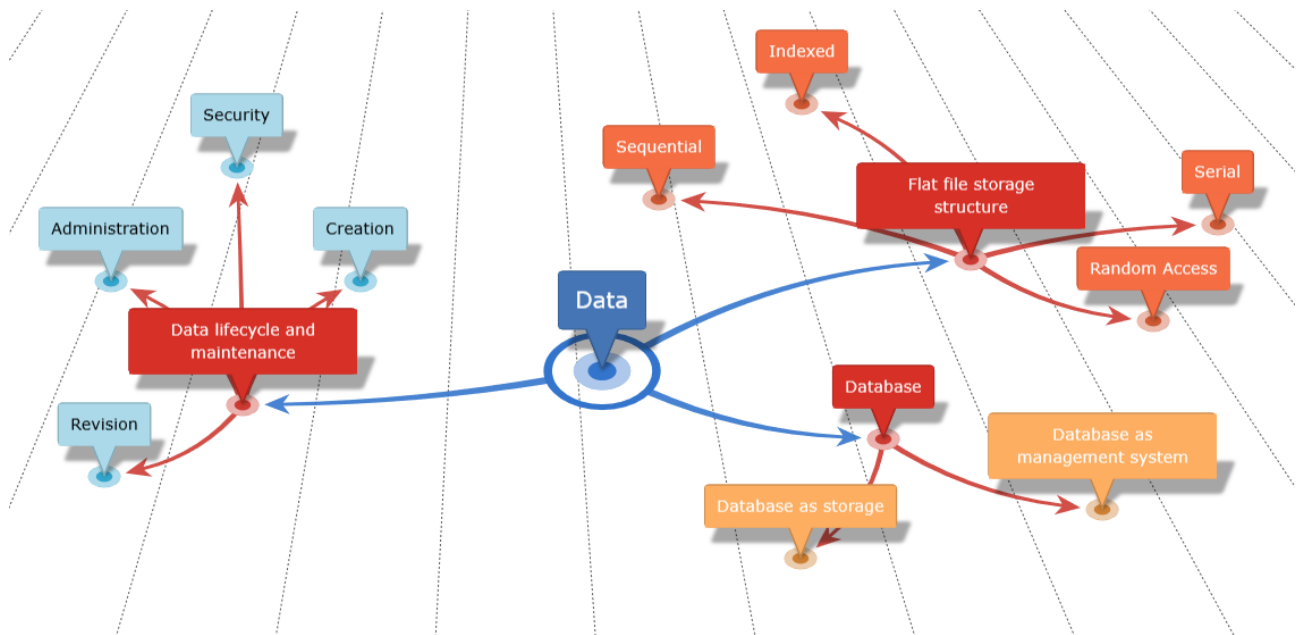 Indexed
Security
Sequential
Flat file storage
structure
Serial
Administration
Creation
Random Access
Data
Data lifecycle and
maintenance
Database
Revision
Database as
management system
Database as storage